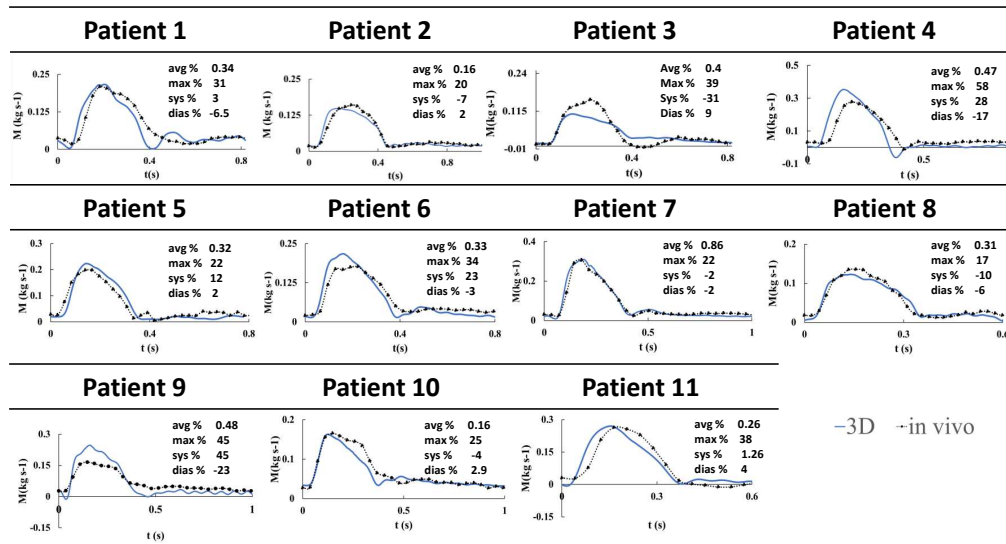 Patient 1 Patient 2 Patient 3 Patient 4
avg % 0.34
max % 31
sys % 3
dias % -6.5
M (kg s-1)
0.25
0.125
0
0 0.4 0.8
t(s)
avg % 0.16
max % 20
sys % -7
dias % 2
M(kg s-1)
0.25
0.125
0
0 0.4 0.8
t(s)
Avg % 0.4
Max % 39
Sys % -31
Dias % 9
M(kg s-1)
0.24
0.115
-0.01
0 0.4 0.8
t(s)
avg % 0.47
max % 58
sys % 28
dias % -17
M(kg s-1)
0.5
0.3
0.1
-0.1
0.5
t (s)
Patient 5 Patient 6 Patient 7 Patient 8
avg % 0.32
max % 22
sys % 12
dias % 2
M(kg s-1)
0.3
0.2
0.1
0
0 0.4 0.8
t (s)
avg % 0.33
max % 34
sys % 23
dias % -3
M (kg s-1)
0.25
0.125
0
0 0.4 0.8
t (s)
avg % 0.86
max % 22
sys % -2
dias % -2
M(kg s-1)
0.4
0.2
0
0 0.5 1
t (s)
avg % 0.31
max % 17
sys % -10
dias % -6
M(kg s-1)
0.2
0.1
0
0 0.3 0.6
t (s)
Patient 9 Patient 10 Patient 11
avg % 0.48
max % 45
sys % 45
dias % -23
M(kg s-1)
0.3
0.15
0
-0.15
0 0.5 1
t (s)
avg % 0.16
max % 25
sys % -4
dias % 2.9
M(kg s-1)
0.2
0.1
0
0 0.5 1
t (s)
avg % 0.26
max % 38
sys % 1.26
dias % 4
M(kg s-1)
0.3
0.15
0
-0.15
0 0.3 0.6
t (s)
3D in vivo